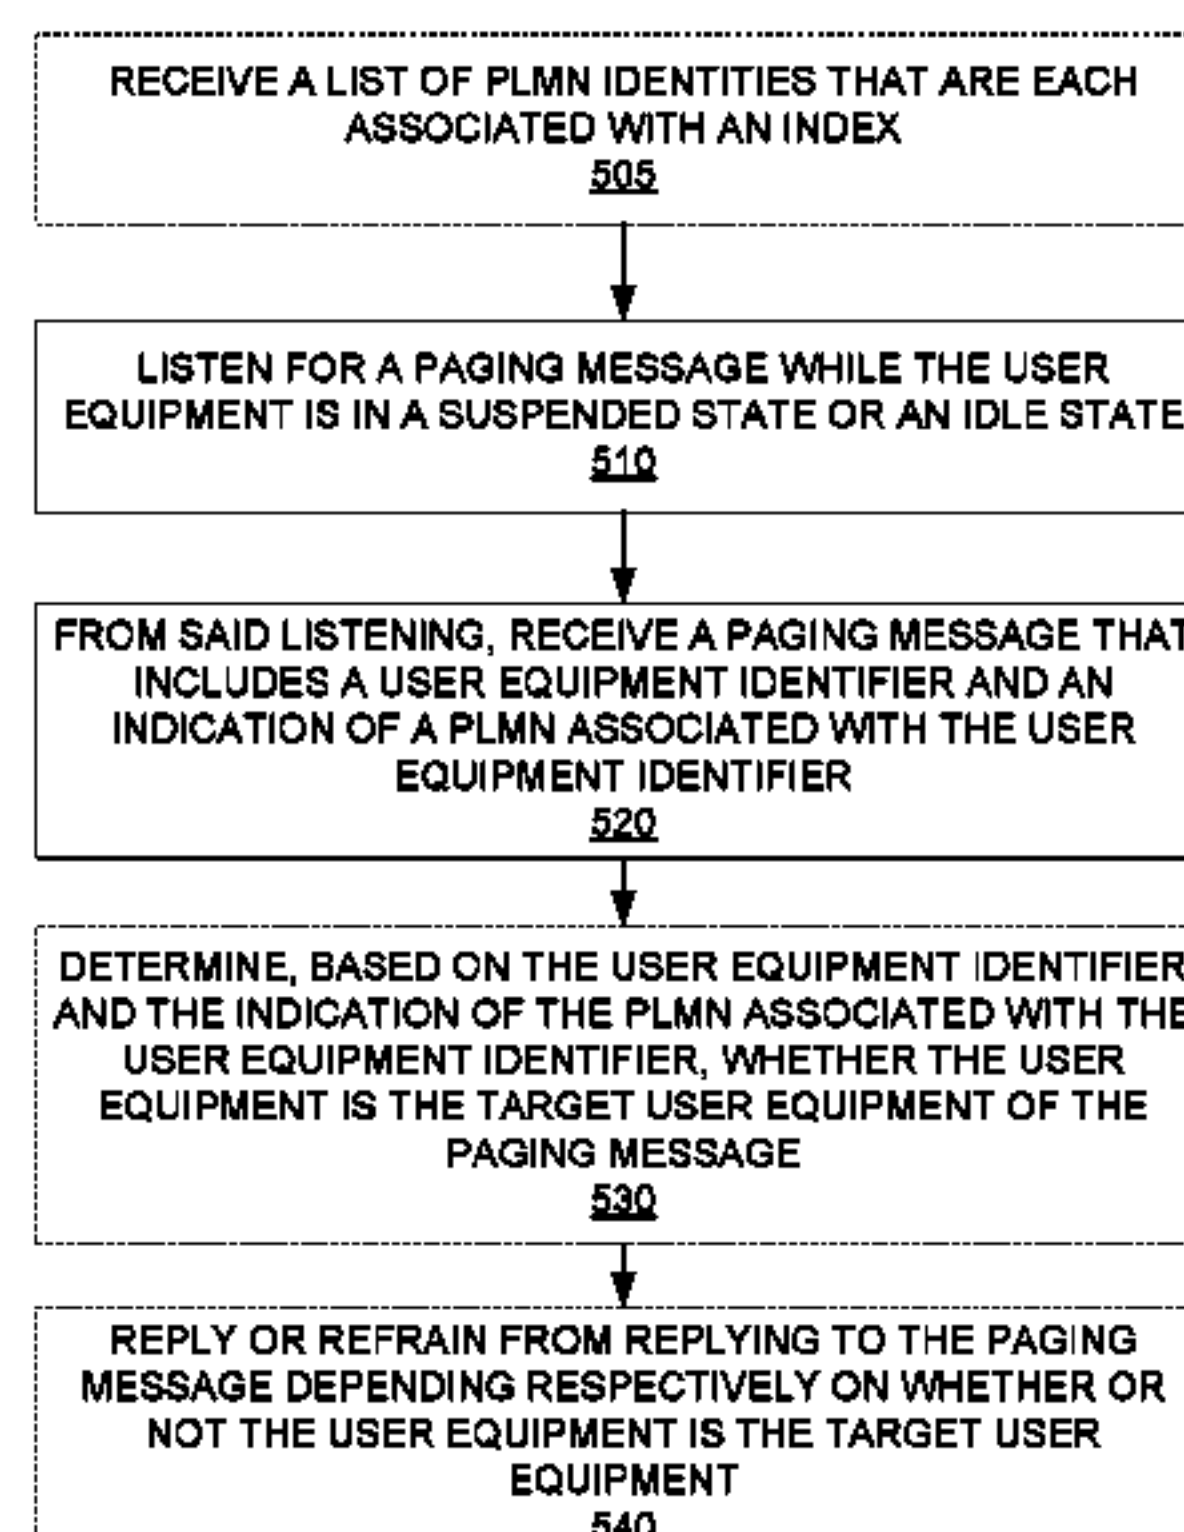 RECEIVE A LIST OF PLMN IDENTITIES THAT ARE EACH
ASSOCIATED WITH AN INDEX
505
LISTEN FOR A PAGING MESSAGE WHILE THE USER
EQUIPMENT IS IN A SUSPENDED STATE OR AN IDLE STATE
510
FROM SAID LISTENING, RECEIVE A PAGING MESSAGE THAT
INCLUDES A USER EQUIPMENT IDENTIFIER AND AN
INDICATION OF A PLMN ASSOCIATED WITH THE USER
EQUIPMENT IDENTIFIER
520
DETERMINE, BASED ON THE USER EQUIPMENT IDENTIFIER
AND THE INDICATION OF THE PLMN ASSOCIATED WITH THE
USER EQUIPMENT IDENTIFIER, WHETHER THE USER
EQUIPMENT IS THE TARGET USER EQUIPMENT OF THE
PAGING MESSAGE
530
REPLY OR REFRAIN FROM REPLYING TO THE PAGING
MESSAGE DEPENDING RESPECTIVELY ON WHETHER OR
NOT THE USER EQUIPMENT IS THE TARGET USER
EQUIPMENT
540